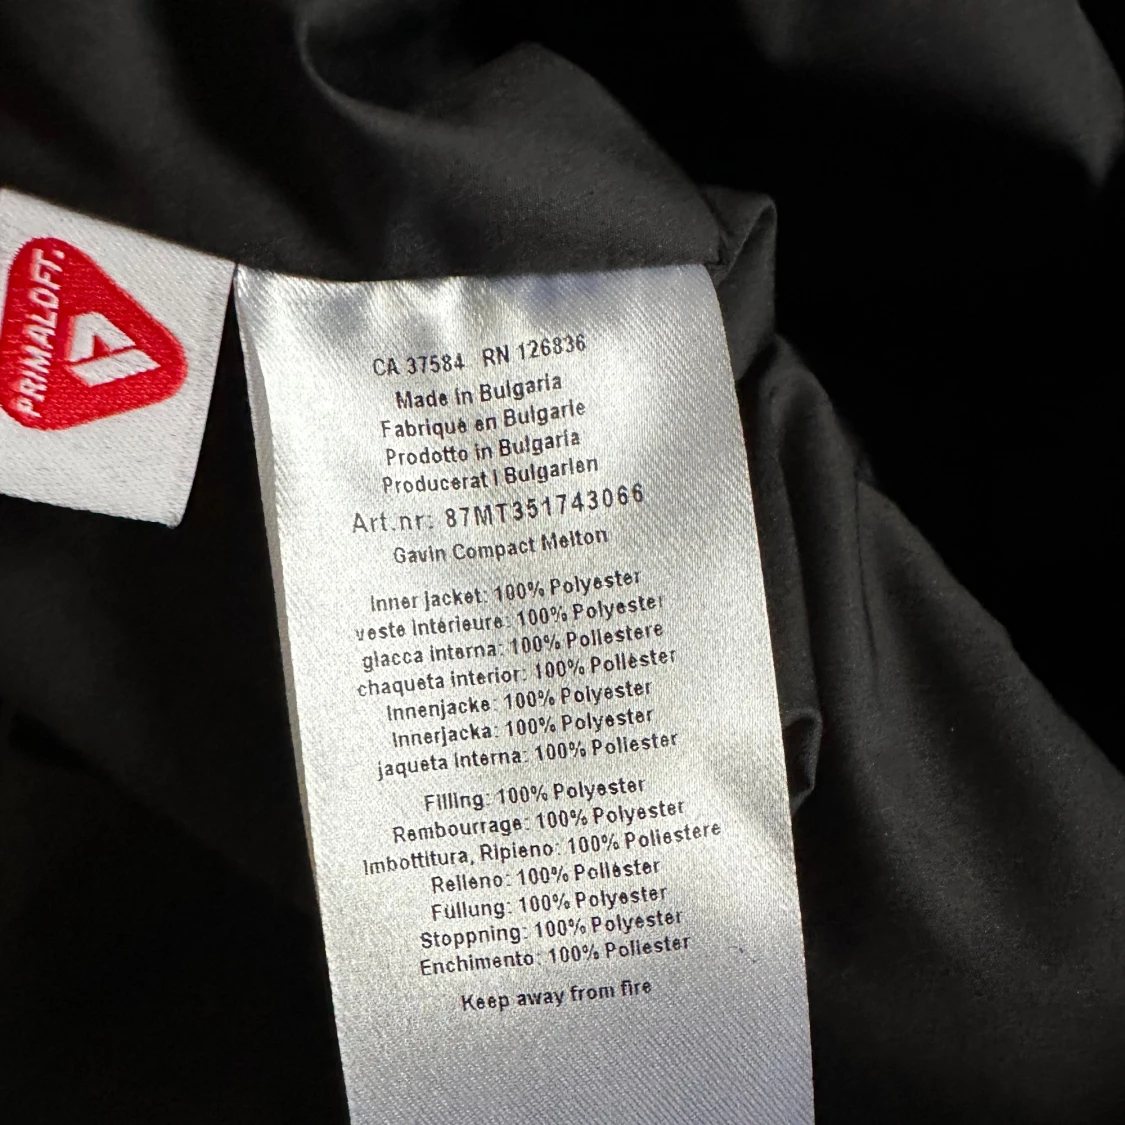 PRIMALOFT.
CA 37584 RN 126836
Made in Bulgaria
Fabriqué en Bulgarie
Prodotto in Bulgaria
Producerat i Bulgarien
Art.nr: 87MT351743066
Gavin Compact Melton
Inner jacket: 100% Polyester
veste intérieure: 100% Polyester
giacca interna: 100% Poliestere
chaqueta interior: 100% Poliéster
Innenjacke: 100% Polyester
Innerjacka: 100% Polyester
jaqueta interna: 100% Poliester
Filling: 100% Polyester
Rembourrage: 100% Polyester
Imbottitura, Ripieno: 100% Poliestere
Relleno: 100% Poliéster
Füllung: 100% Polyester
Stoppning: 100% Polyester
Enchimento: 100% Poliester
Keep away from fire